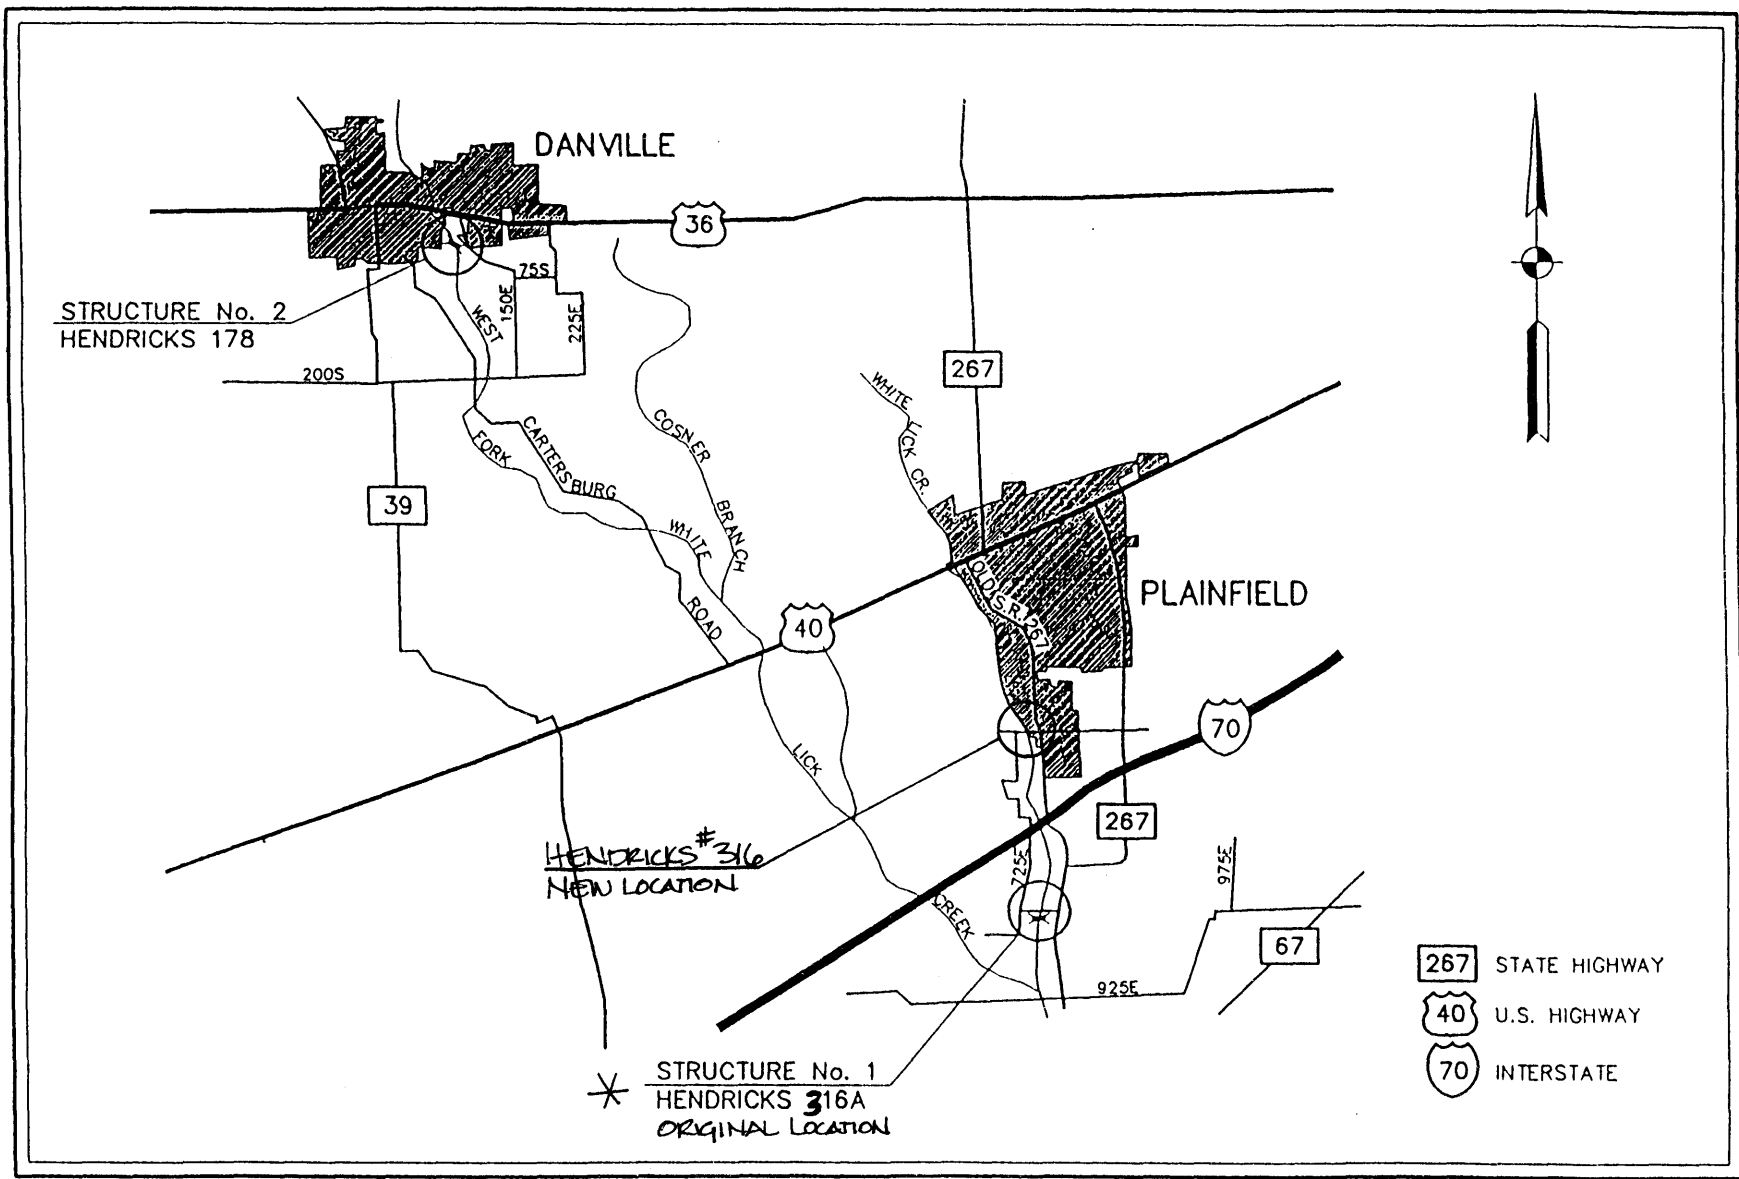 DANVILLE
36
STRUCTURE No. 2
HENDRICKS 178
75S
150E
225E
WEST
200S
267
WHITE
LICK CR.
COSNER
BRANCH
FORK
CARTERSBURG
ROAD
WHITE
39
OLD S.R. 267
PLAINFIELD
40
LICK
70
267
HENDRICKS #316
NEW LOCATION
725E
975E
CREEK
67
925E
STRUCTURE No. 1
HENDRICKS 316A
ORIGINAL LOCATION
267 STATE HIGHWAY
40 U.S. HIGHWAY
70 INTERSTATE